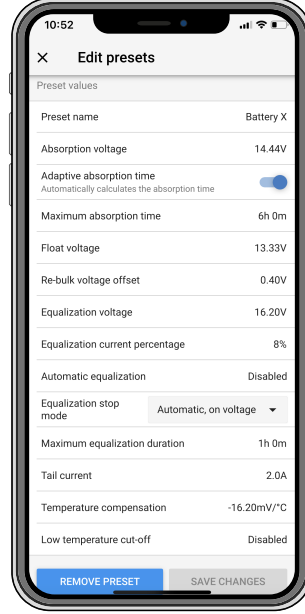 10:52
Edit presets
Preset values
Preset name Battery X
Absorption voltage 14.44V
Adaptive absorption time
Automatically calculates the absorption time
Maximum absorption time 6h 0m
Float voltage 13.33V
Re-bulk voltage offset 0.40V
Equalization voltage 16.20V
Equalization current percentage 8%
Automatic equalization Disabled
Equalization stop
mode Automatic, on voltage
Maximum equalization duration 1h 0m
Tail current 2.0A
Temperature compensation -16.20mV/°C
Low temperature cut-off Disabled
REMOVE PRESET SAVE CHANGES